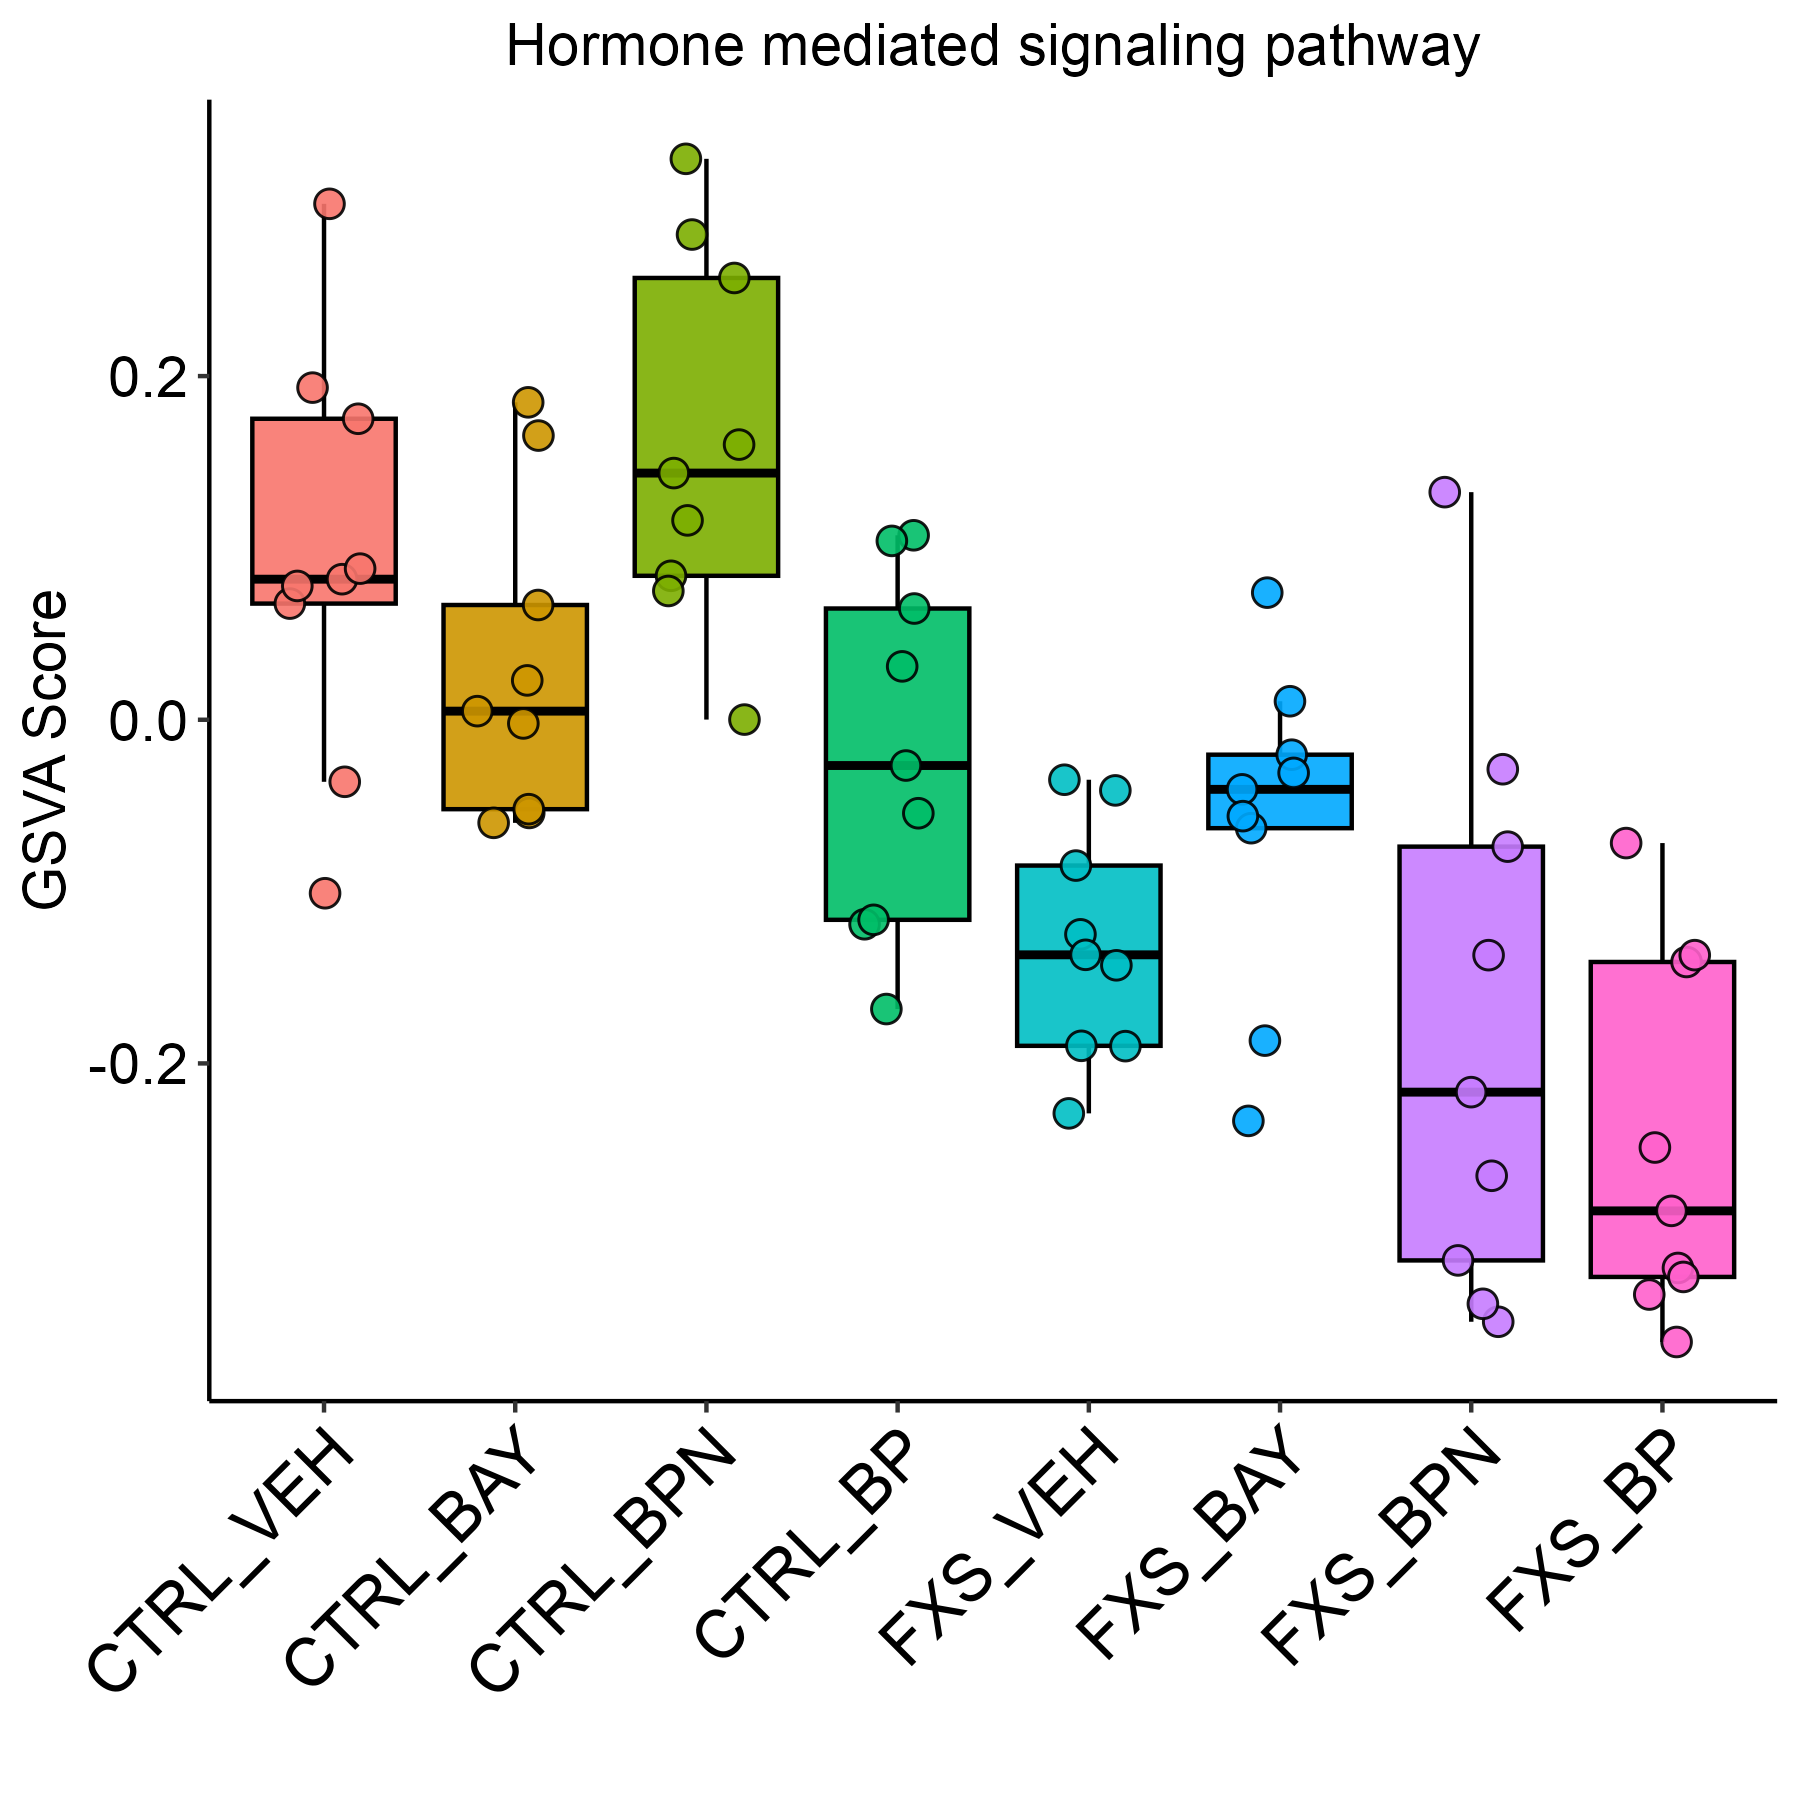 Hormone mediated signaling pathway
GSVA Score
0.2
0.0
-0.2
CTRL_VEH
CTRL_BAY
CTRL_BPN
CTRL_BP
FXS_VEH
FXS_BAY
FXS_BPN
FXS_BP